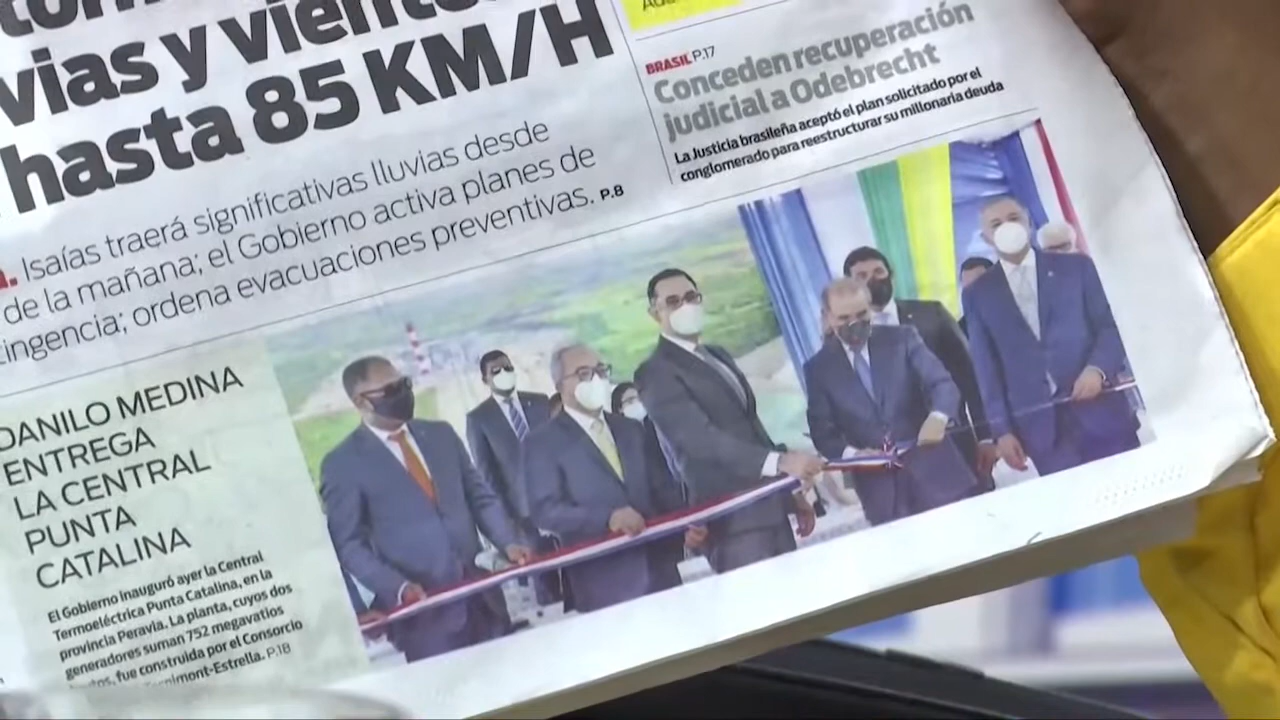 vias y vientos
hasta 85 KM/H
Isaías traerá significativas lluvias desde
de la mañana; el Gobierno activa planes de
tingencia; ordena evacuaciones preventivas. P.8
BRASIL P.17
Conceden recuperación
judicial a Odebrecht
La Justicia brasileña aceptó el plan solicitado por el
conglomerado para reestructurar su millonaria deuda
DANILO MEDINA
ENTREGA
LA CENTRAL
PUNTA
CATALINA
El Gobierno inauguró ayer la Central
Termoeléctrica Punta Catalina, en la
provincia Peravia. La planta, cuyos dos
generadores suman 752 megavatios
fue construida por el Consorcio
Estrella. P.18